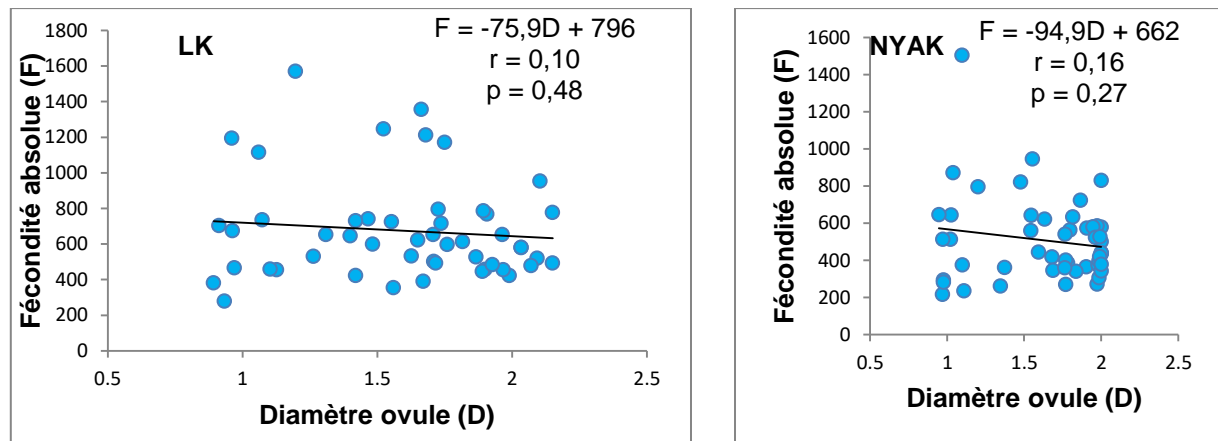 LK
F = -75,9D + 796
r = 0,10
p = 0,48
Fécondité absolue (F)
1800
1600
1400
1200
1000
800
600
400
200
0
0.5
1
1.5
2
2.5
Diamètre ovule (D)
NYAK
F = -94,9D + 662
r = 0,16
p = 0,27
Fécondité absolue (F)
1600
1400
1200
1000
800
600
400
200
0
0.5
1
1.5
2
2.5
Diamètre ovule (D)